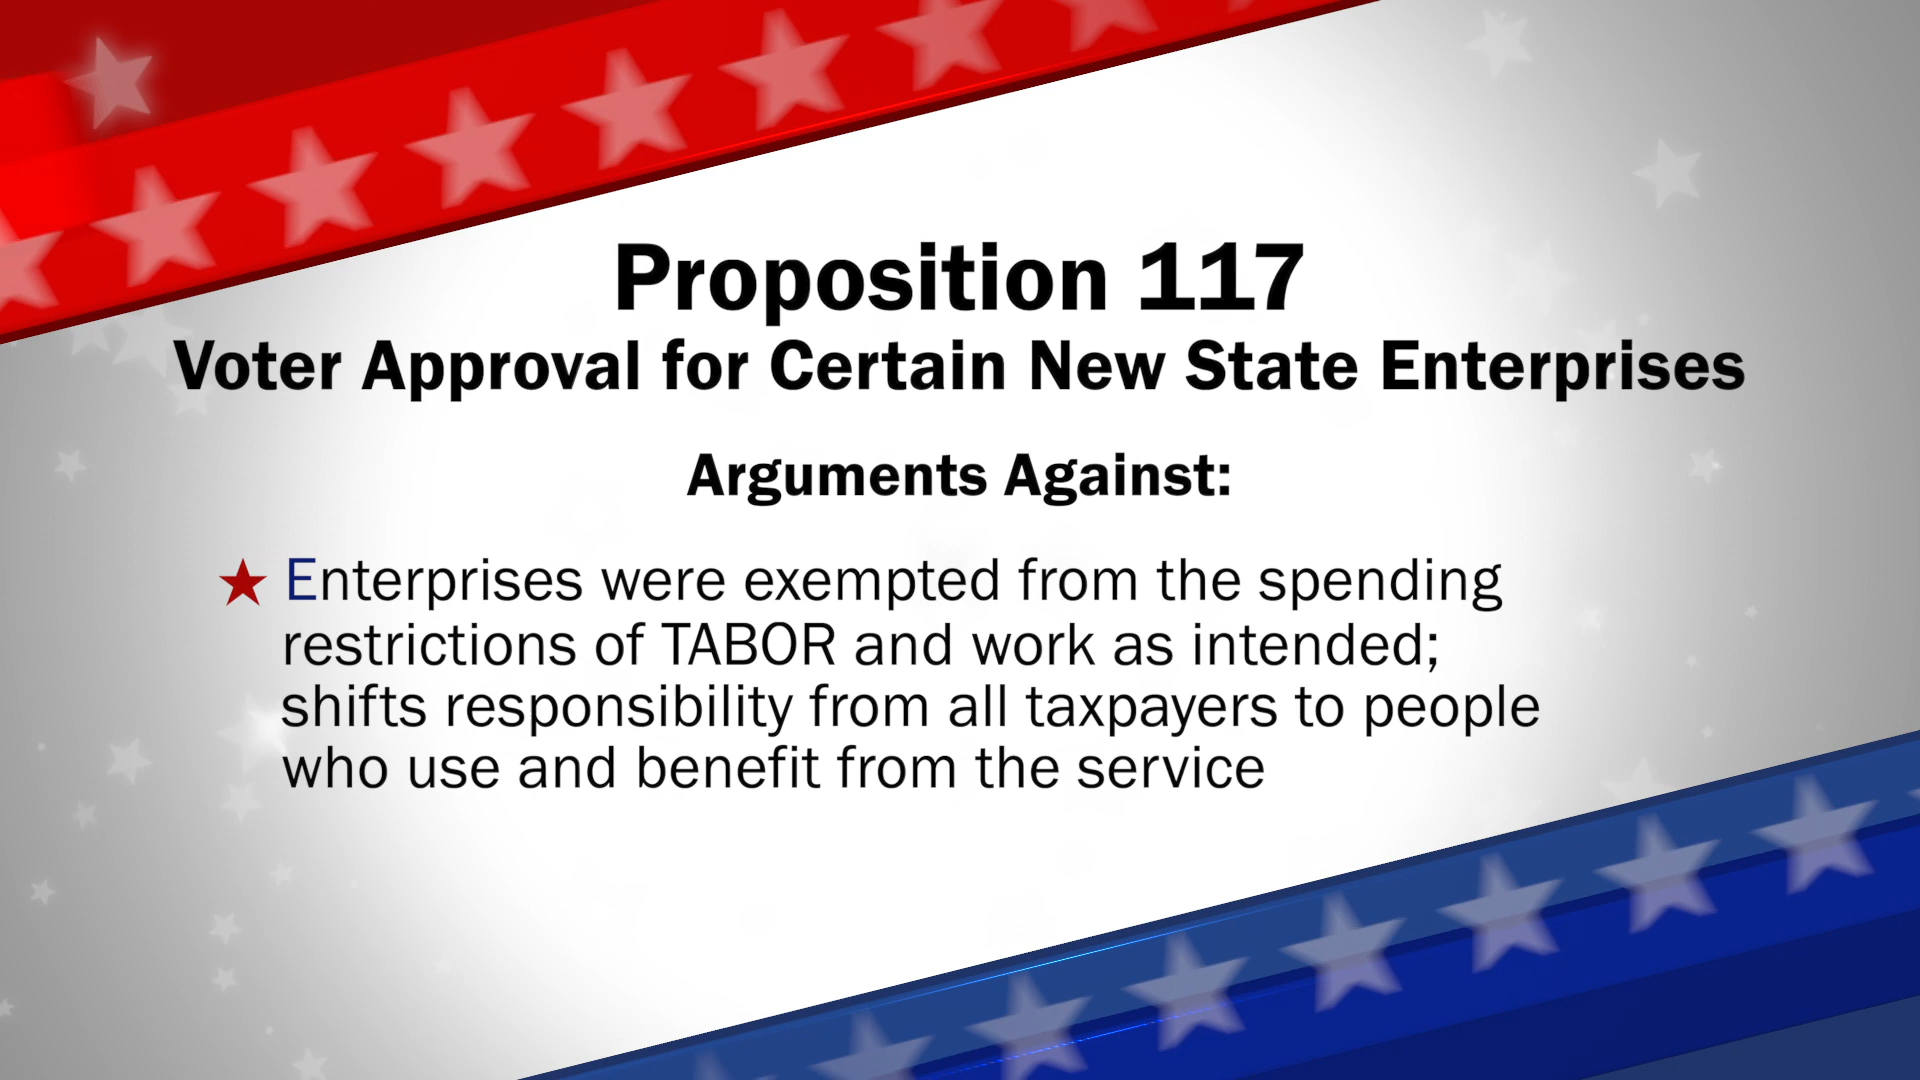 Proposition 117
Voter Approval for Certain New State Enterprises
Arguments Against:
Enterprises were exempted from the spending
restrictions of TABOR and work as intended;
shifts responsibility from all taxpayers to people
who use and benefit from the service